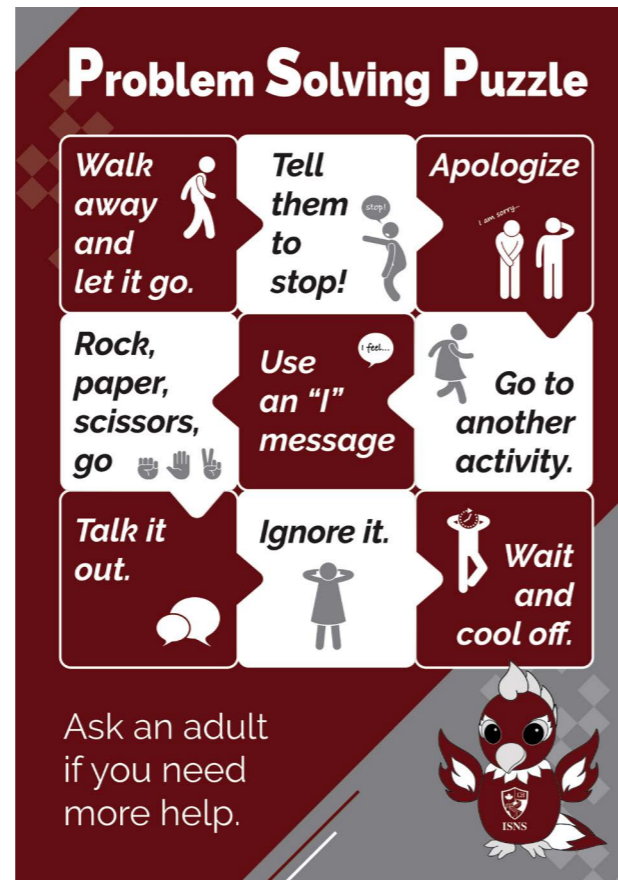 Problem Solving Puzzle
Walk
away
and
let it go.
Tell
them
to
stop!
stop!
Apologize
I am sorry...
Rock,
paper,
scissors,
go
Use
an “I”
message
I feel...
Go to
another
activity.
Talk it
out.
Ignore it.
Wait
and
cool off.
Ask an adult
if you need
more help.
ISNS